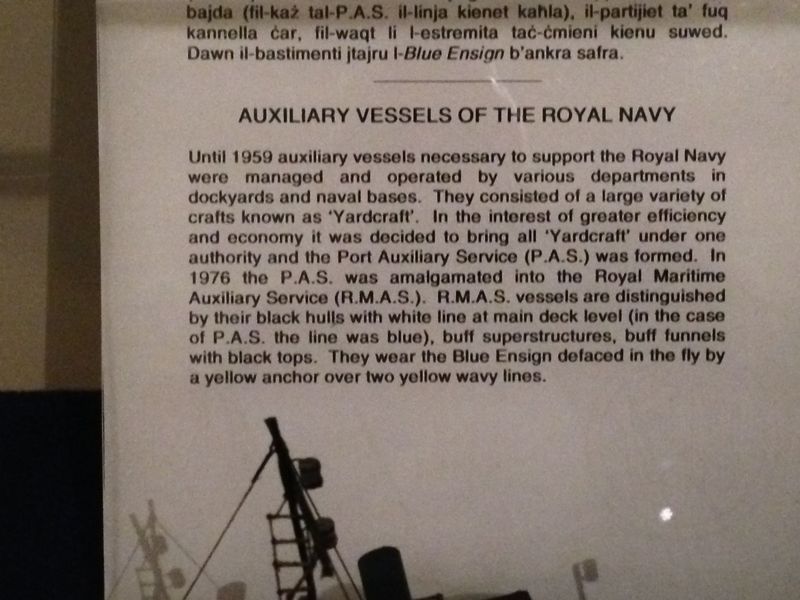 bajda (fil-każ tal-P.A.S. il-linja kienet kaħla), il-partijiet ta' fuq
kannella ċar, fil-waqt li l-estremita taċ-ċmieni kienu suwed.
Dawn il-bastimenti jtajru l-Blue Ensign b'ankra safra.
AUXILIARY VESSELS OF THE ROYAL NAVY
Until 1959 auxiliary vessels necessary to support the Royal Navy
were managed and operated by various departments in
dockyards and naval bases. They consisted of a large variety of
crafts known as 'Yardcraft'. In the interest of greater efficiency
and economy it was decided to bring all 'Yardcraft' under one
authority and the Port Auxiliary Service (P.A.S.) was formed. In
1976 the P.A.S. was amalgamated into the Royal Maritime
Auxiliary Service (R.M.A.S.). R.M.A.S. vessels are distinguished
by their black hulls with white line at main deck level (in the case
of P.A.S. the line was blue), buff superstructures, buff funnels
with black tops. They wear the Blue Ensign defaced in the fly by
a yellow anchor over two yellow wavy lines.